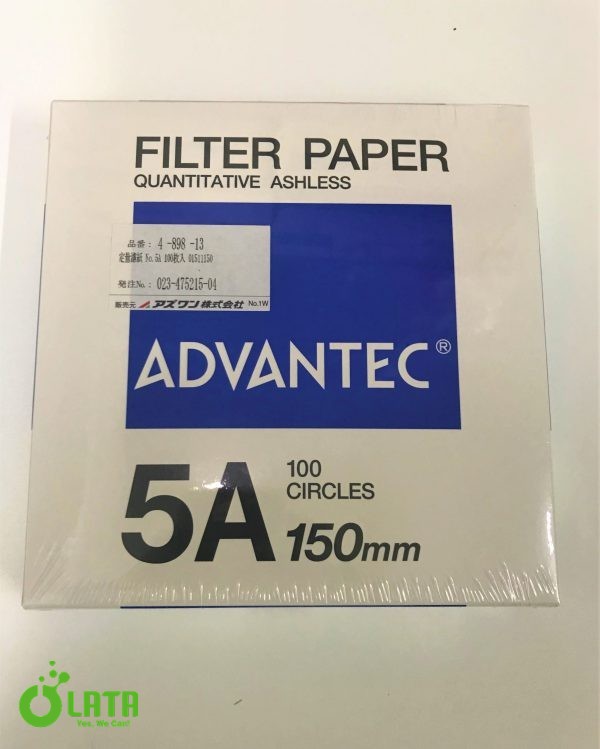 FILTER PAPER
QUANTITATIVE ASHLESS
品番: 4 -898 -13
定量濾紙 No.5A 100枚入 01511150
発注No.: 023-475215-04
販売元 アズワン株式会社 No.1W
ADVANTEC®
5A
100
CIRCLES
150mm
LATA
Yes, We Can!